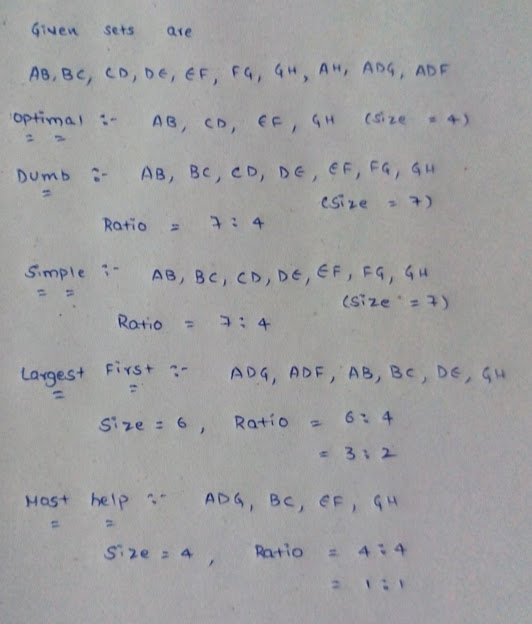 Given sets are
AB, BC, CD, DE, EF, FG, GH, AH, ADG, ADF
Optimal :- AB, CD, EF, GH (size = 4)
Dumb :- AB, BC, CD, DE, EF, FG, GH
(size = 7)
Ratio = 7:4
Simple :- AB, BC, CD, DE, EF, FG, GH
(size = 7)
Ratio = 7:4
Largest First :- ADG, ADF, AB, BC, DE, GH
Size = 6, Ratio = 6:4
= 3:2
Most help :- ADG, BC, EF, GH
Size = 4, Ratio = 4:4
= 1:1